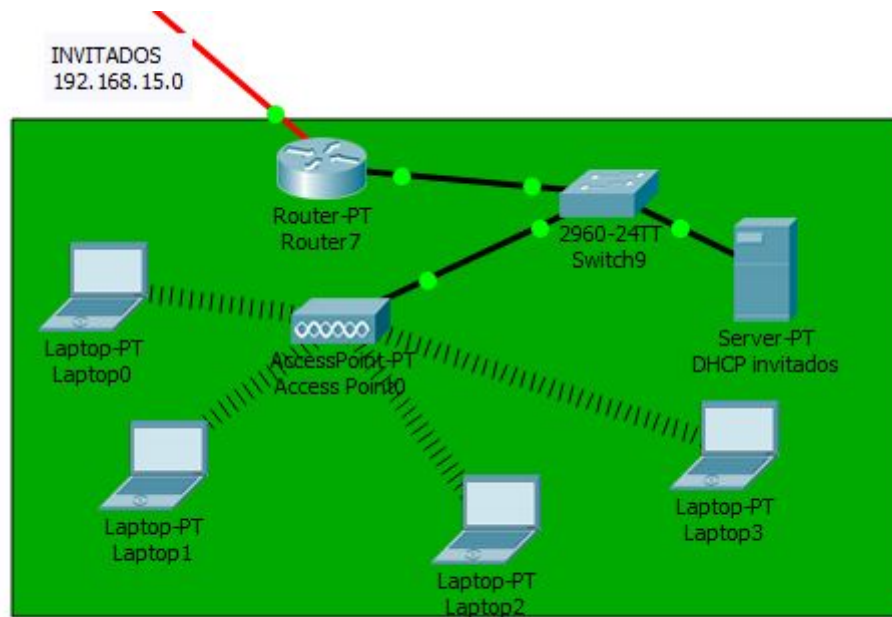 INVITADOS
192.168.15.0
Router-PT
Router7
2960-24TT
Switch9
Server-PT
DHCP invitados
Laptop-PT
Laptop0
AccessPoint-PT
Access Point0
Laptop-PT
Laptop1
Laptop-PT
Laptop2
Laptop-PT
Laptop3